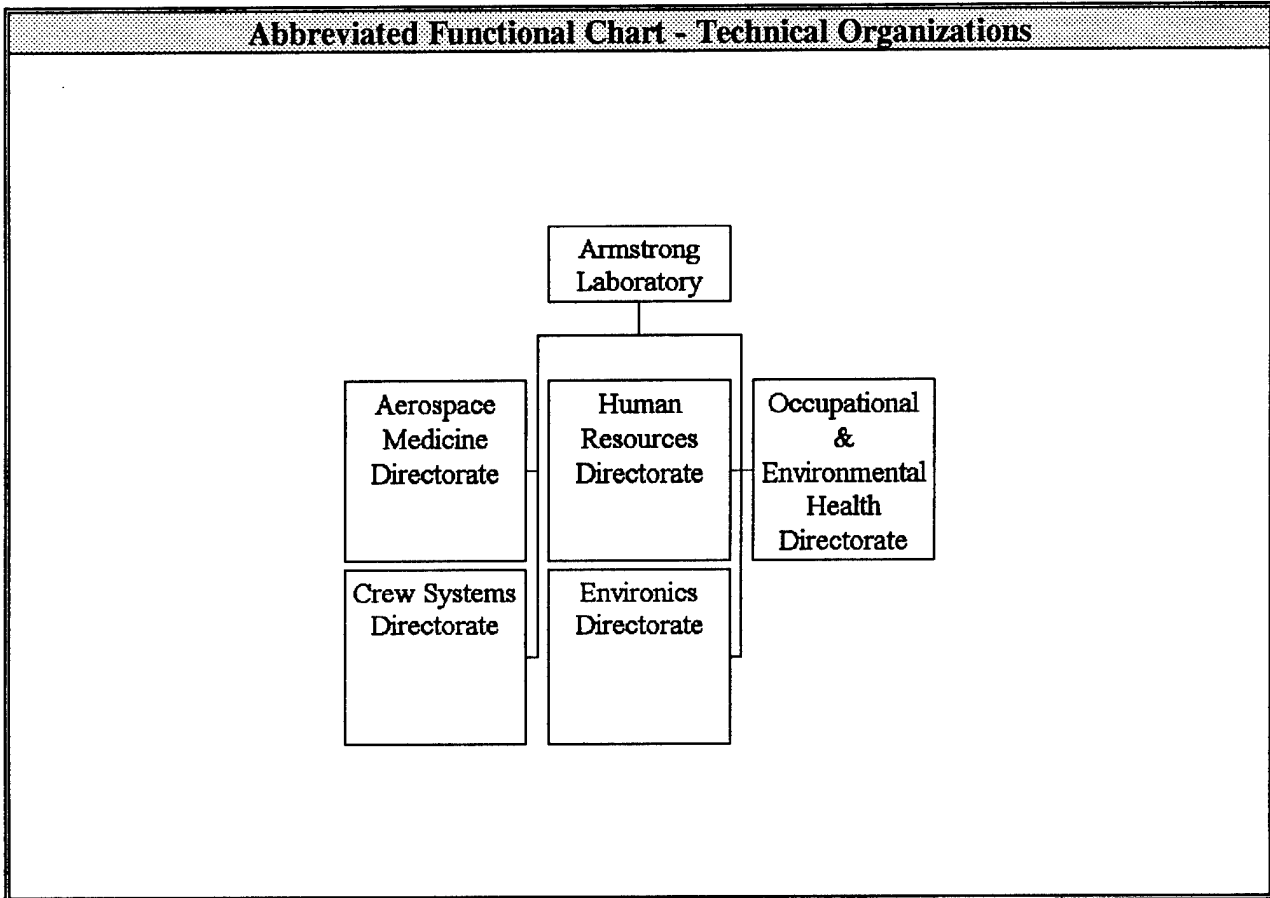 Abbreviated Functional Chart - Technical Organizations
Armstrong
Laboratory
Aerospace
Medicine
Directorate
Human
Resources
Directorate
Occupational
&
Environmental
Health
Directorate
Crew Systems
Directorate
Environics
Directorate